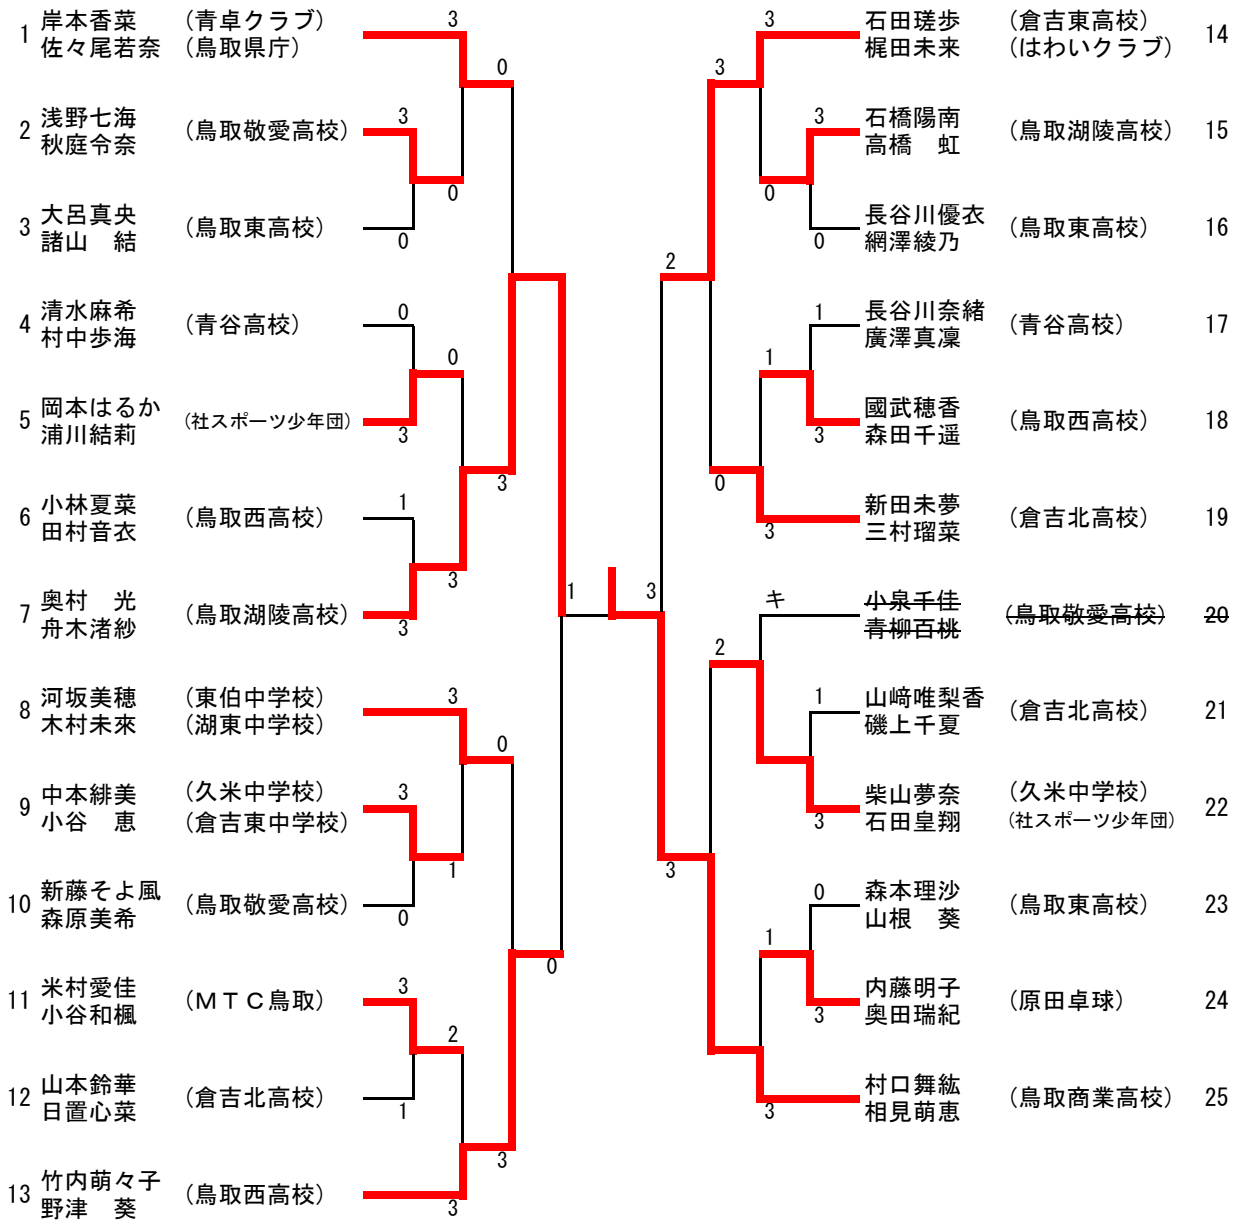 1 岸本香菜 (青卓クラブ)
佐々尾若奈 (鳥取県庁)
2 浅野七海 (鳥取敬愛高校)
秋庭令奈
3 大呂真央 (鳥取東高校)
諸山 結
4 清水麻希 (青谷高校)
村中歩海
5 岡本はるか (社スポーツ少年団)
浦川結莉
6 小林夏菜 (鳥取西高校)
田村音衣
7 奥村 光 (鳥取湖陵高校)
舟木渚紗
8 河坂美穂 (東伯中学校)
木村未來 (湖東中学校)
9 中本緋美 (久米中学校)
小谷 恵 (倉吉東中学校)
10 新藤そよ風 (鳥取敬愛高校)
森原美希
11 米村愛佳 (MTC鳥取)
小谷和楓
12 山本鈴華 (倉吉北高校)
日置心菜
13 竹内萌々子 (鳥取西高校)
野津 葵
3
0
3
0
0
0
0
3
3
1
3
3
3
0
3
1
0
3
2
1
3
3
0
1
3
2
3
3
3
3
0
0
1
1
3
0
3
キ
2
1
3
0
1
3
3
石田瑳歩 (倉吉東高校) 14
梶田未来 (はわいクラブ)
石橋陽南 (鳥取湖陵高校) 15
高橋 虹
長谷川優衣 (鳥取東高校) 16
網澤綾乃
長谷川奈緒 (青谷高校) 17
廣澤真凜
國武穂香 (鳥取西高校) 18
森田千遥
新田未夢 (倉吉北高校) 19
三村瑠菜
小泉千佳 (鳥取敬愛高校) 20
青柳百桃
山﨑唯梨香 (倉吉北高校) 21
磯上千夏
柴山夢奈 (久米中学校) 22
石田皇翔 (社スポーツ少年団)
森本理沙 (鳥取東高校) 23
山根 葵
内藤明子 (原田卓球) 24
奥田瑞紀
村口舞紘 (鳥取商業高校) 25
相見萌恵